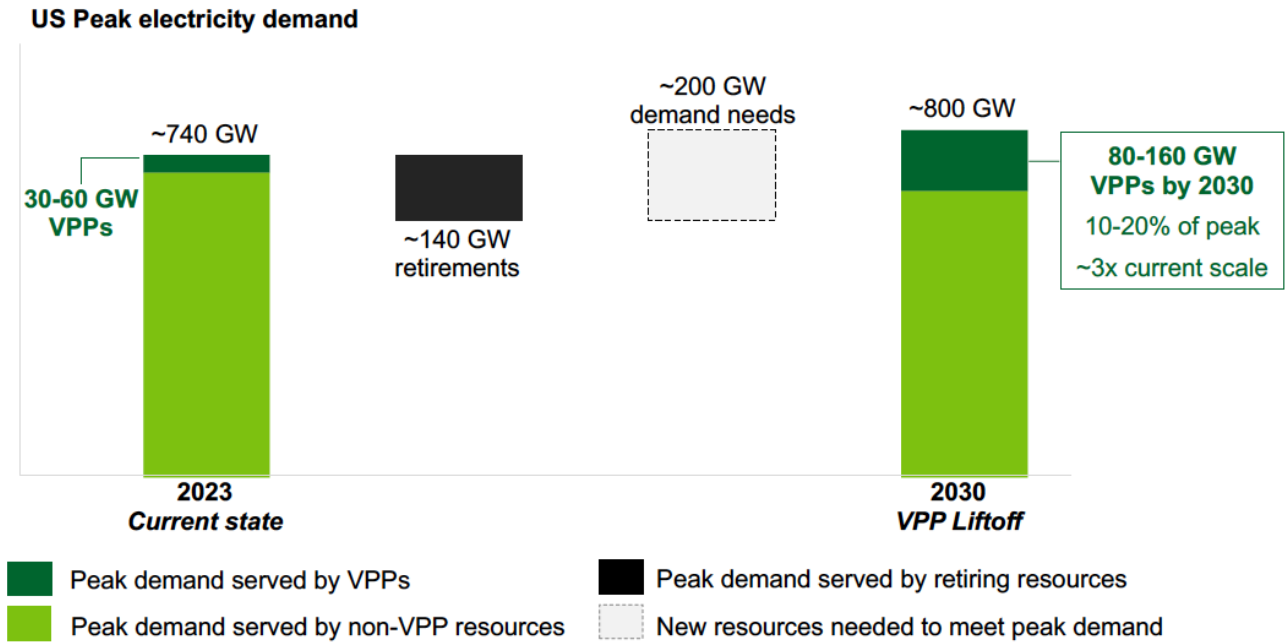 US Peak electricity demand
~740 GW
30-60 GW
VPPs
~140 GW
retirements
~200 GW
demand needs
~800 GW
80-160 GW
VPPs by 2030
10-20% of peak
~3x current scale
2023
Current state
2030
VPP Liftoff
Peak demand served by VPPs
Peak demand served by retiring resources
Peak demand served by non-VPP resources
New resources needed to meet peak demand